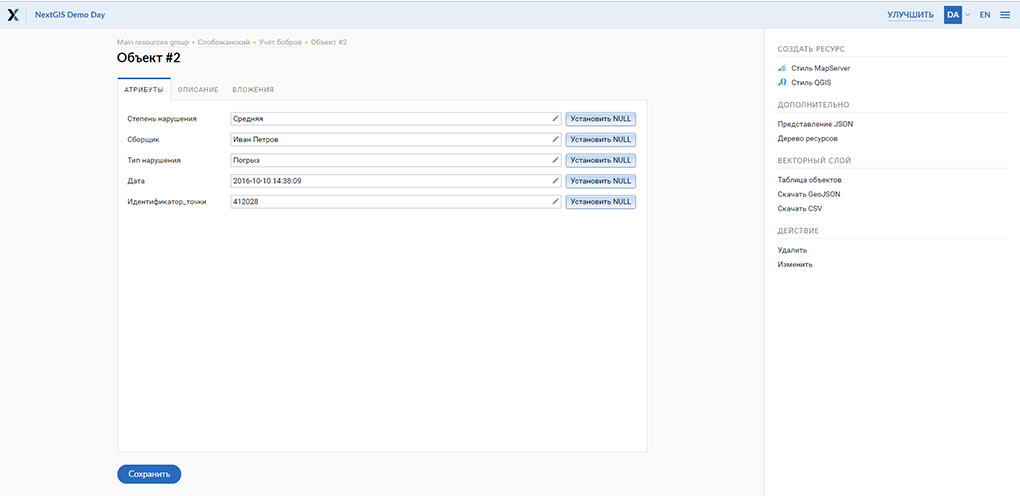 NextGIS Demo Day
УЛУЧШИТЬ
DA
EN
Main resources group • Слобожанский • Учёт бобров • Объект #2
Объект #2
АТРИБУТЫ
ОПИСАНИЕ
ВЛОЖЕНИЯ
Степень нарушения Средняя Установить NULL
Сборщик Иван Петров Установить NULL
Тип нарушения Погрыз Установить NULL
Дата 2016-10-10 14:38:09 Установить NULL
Идентификатор_точки 412028 Установить NULL
Сохранить
СОЗДАТЬ РЕСУРС
Стиль MapServer
Стиль QGIS
ДОПОЛНИТЕЛЬНО
Представление JSON
Дерево ресурсов
ВЕКТОРНЫЙ СЛОЙ
Таблица объектов
Скачать GeoJSON
Скачать CSV
ДЕЙСТВИЕ
Удалить
Изменить